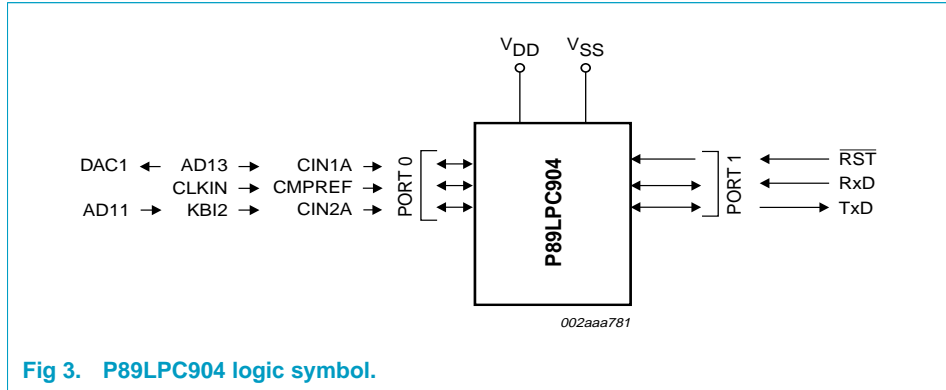 VDD VSS
DAC1 AD13 CIN1A
CLKIN CMPREF
AD11 KBI2 CIN2A
PORT 0
P89LPC904
PORT 1
RST
RxD
TxD
002aaa781
Fig 3. P89LPC904 logic symbol.